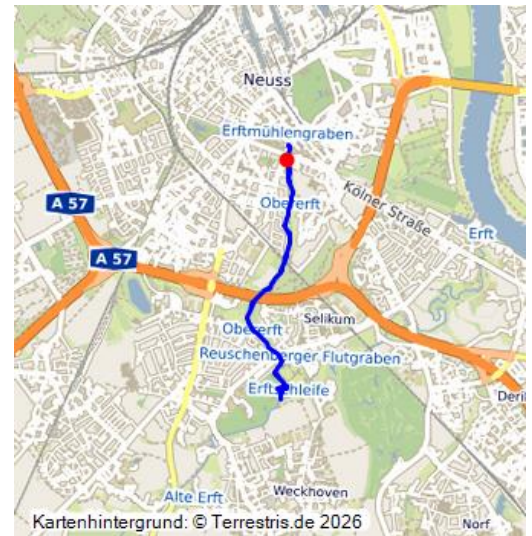 Neuss
Erftmühlengraben
A 57
Obererft
Kölner Straße
Erft
A 57
Selikum
Obererft
Reuschenberger Flutgraben
Erftschleife
Deri
Alte Erft
Weckhoven
Norf
Kartenhintergrund: © Terrestris.de 2026